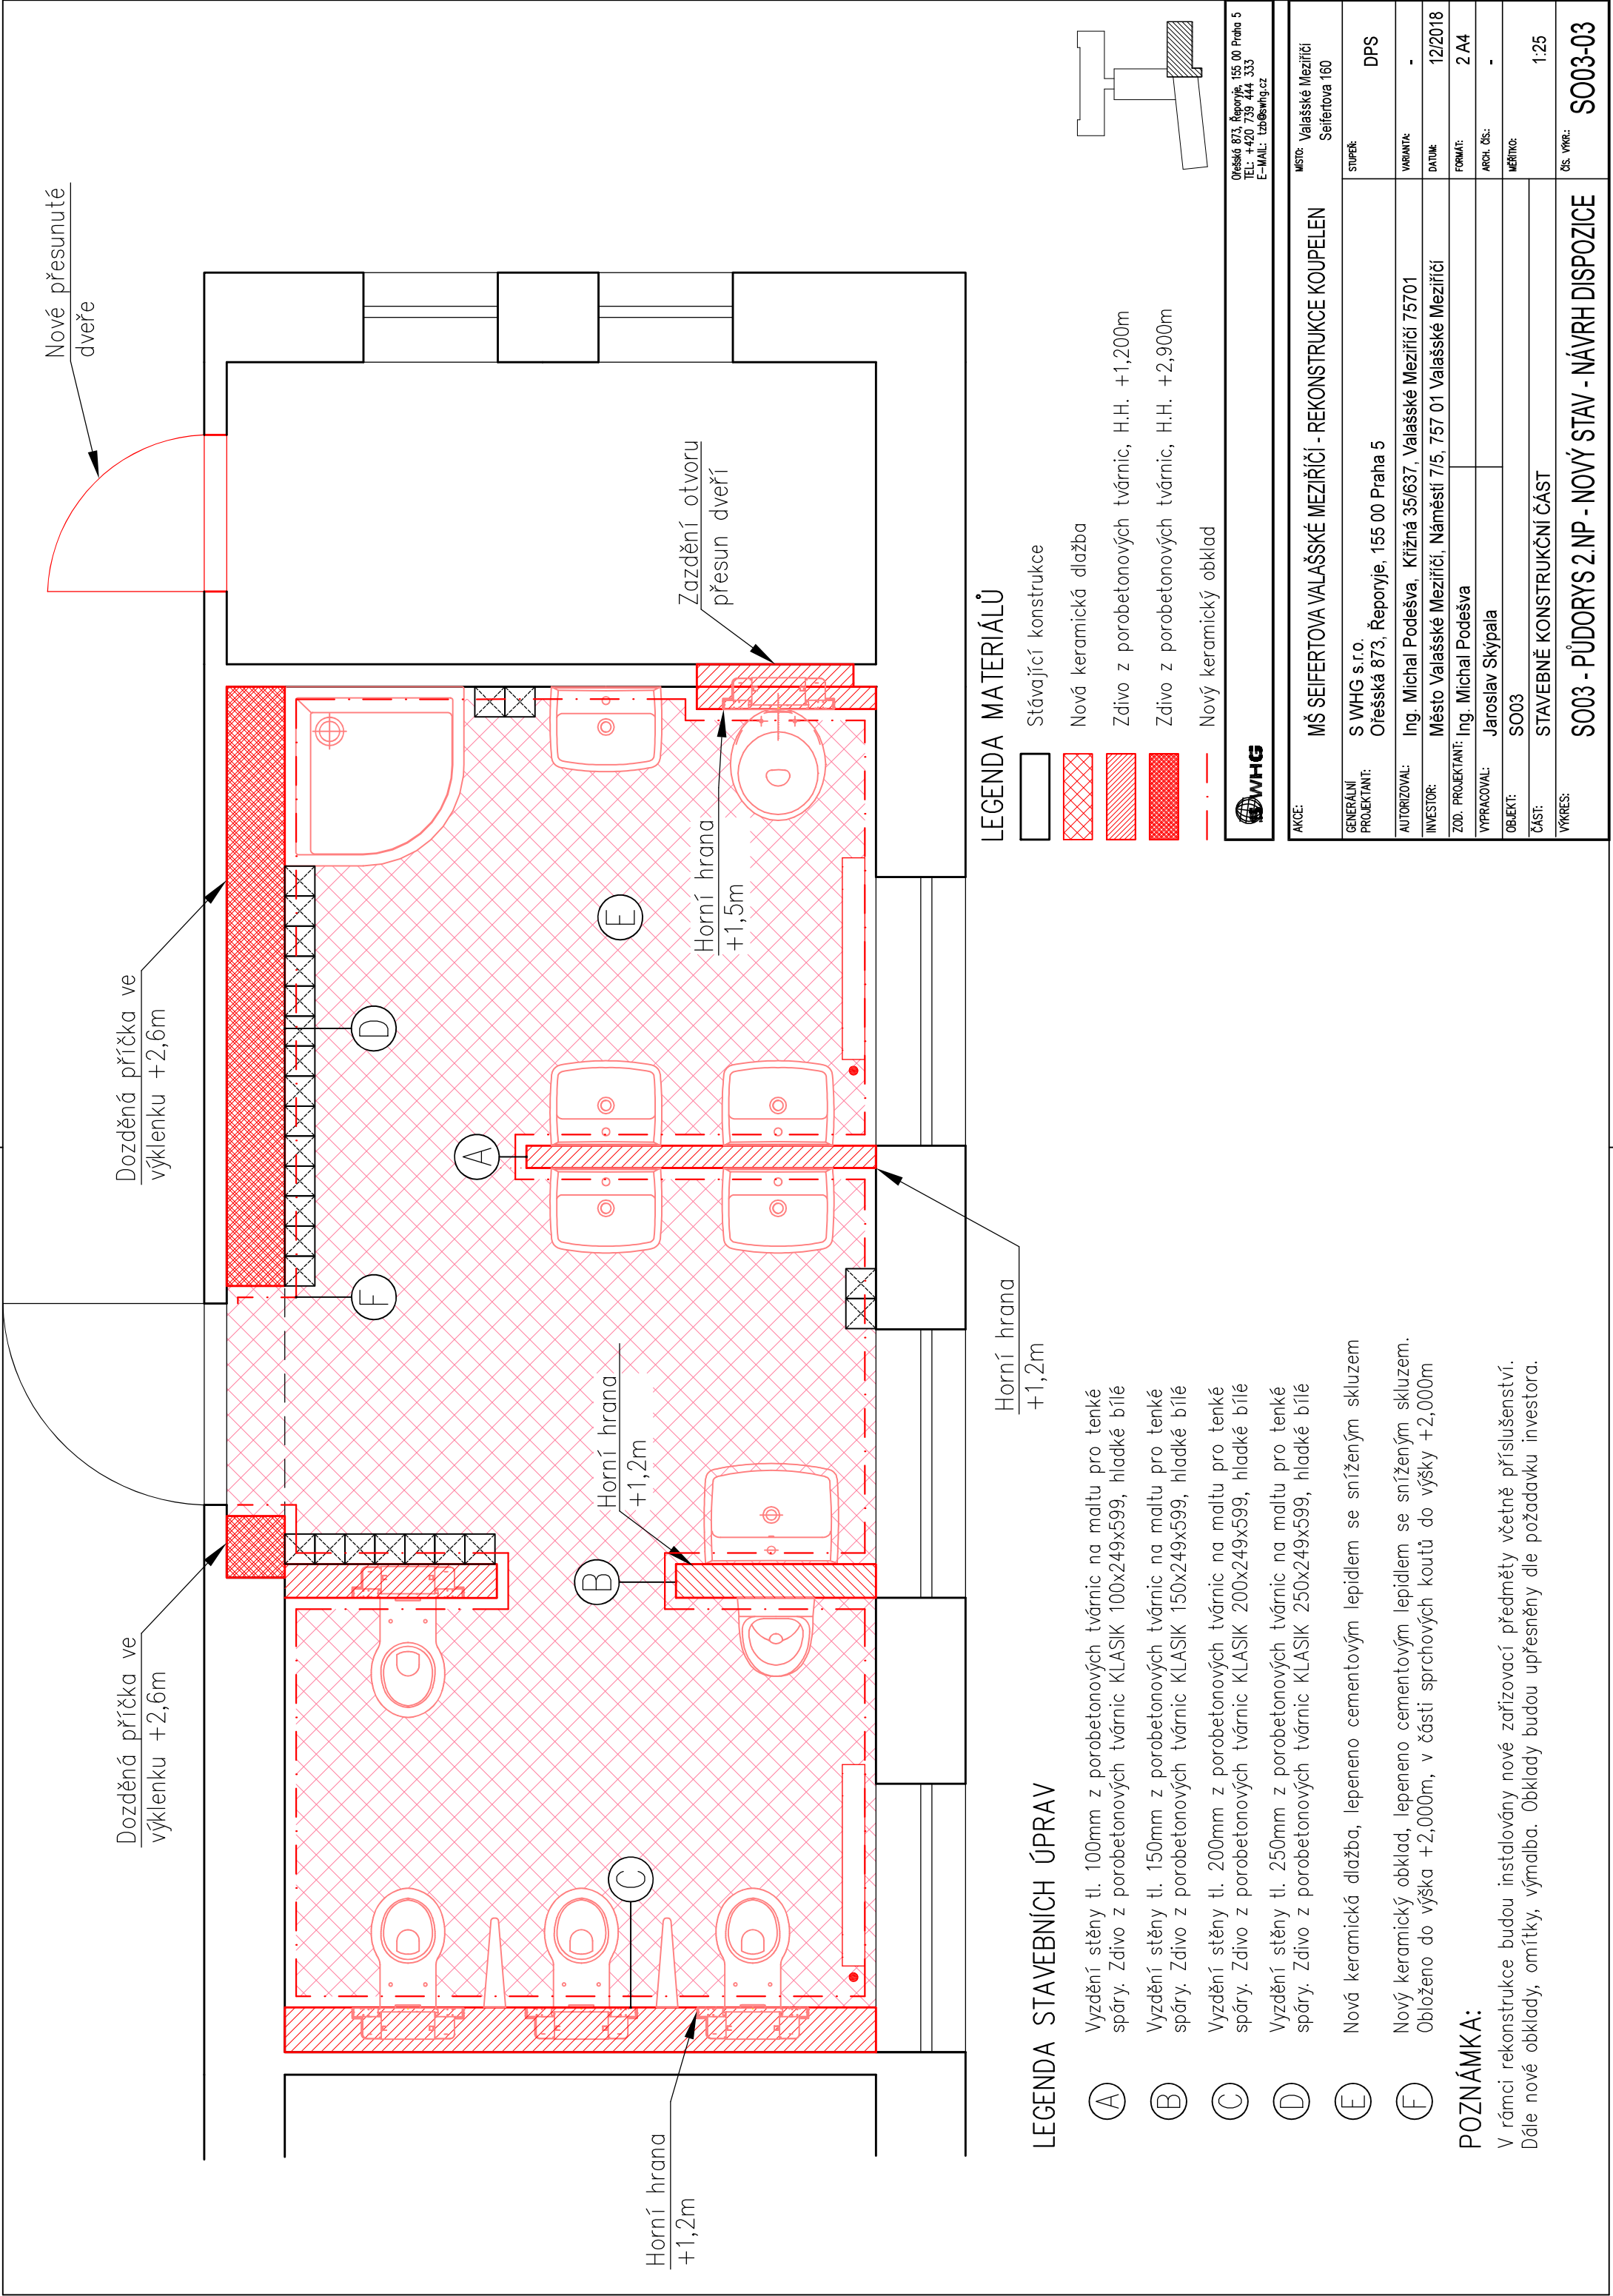 Nové přesunuté
dveře
Dozděná příčka ve
výklenku +2,6m
Dozděná příčka ve
výklenku +2,6m
Zazdění otvoru
přesun dveří
Horní hrana
+1,5m
D
E
A
F
Horní hrana
+1,2m
B
C
Horní hrana
+1,2m
Horní hrana
+1,2m
LEGENDA STAVEBNÍCH ÚPRAV
A
Vyzdění stěny tl. 100mm z porobetonových tvárnic na maltu pro tenké
spáry. Zdivo z porobetonových tvárnic KLASIK 100x249x599, hladké bílé
B
Vyzdění stěny tl. 150mm z porobetonových tvárnic na maltu pro tenké
spáry. Zdivo z porobetonových tvárnic KLASIK 150x249x599, hladké bílé
C
Vyzdění stěny tl. 200mm z porobetonových tvárnic na maltu pro tenké
spáry. Zdivo z porobetonových tvárnic KLASIK 200x249x599, hladké bílé
D
Vyzdění stěny tl. 250mm z porobetonových tvárnic na maltu pro tenké
spáry. Zdivo z porobetonových tvárnic KLASIK 250x249x599, hladké bílé
E
Nová keramická dlažba, lepeneno cementovým lepidlem se sníženým skluzem
F
Nový keramický obklad, lepeneno cementovým lepidlem se sníženým skluzem.
Obloženo do výška +2,000m, v části sprchových koutů do výšky +2,000m
POZNÁMKA:
V rámci rekonstrukce budou instalovány nové zařizovací předměty včetně příslušenství.
Dále nové obklady, omítky, výmalba. Obklady budou upřesněny dle požadavku investora.
LEGENDA MATERIÁLŮ
Stávající konstrukce
Nová keramická dlažba
Zdivo z porobetonových tvárnic, H.H. +1,200m
Zdivo z porobetonových tvárnic, H.H. +2,900m
Nový keramický obklad
SWHG
Ořešská 873, Řeporyje, 155 00 Praha 5
TEL: +420 739 444 333
E-MAIL: tzb@swhg.cz
AKCE:
MŠ SEIFERTOVA VALAŠSKÉ MEZIŘÍČÍ - REKONSTRUKCE KOUPELEN
MÍSTO: Valašské Meziříčí
Seifertova 160
GENERÁLNÍ
PROJEKTANT:
S WHG s.r.o.
Ořešská 873, Řeporyje, 155 00 Praha 5
STUPEŇ: DPS
AUTORIZOVAL: Ing. Michal Podešva, Křižná 35/637, Valašské Meziříčí 75701
VARIANTA: -
INVESTOR: Město Valašské Meziříčí, Náměstí 7/5, 757 01 Valašské Meziříčí
DATUM: 12/2018
ZOD. PROJEKTANT: Ing. Michal Podešva
FORMÁT: 2 A4
VYPRACOVAL: Jaroslav Skýpala
ARCH. ČÍS.: -
OBJEKT: SO03
MĚŘÍTKO: 1:25
ČÁST: STAVEBNĚ KONSTRUKČNÍ ČÁST
VÝKRES:
SO03 - PŮDORYS 2.NP - NOVÝ STAV - NÁVRH DISPOZICE
ČÍS. VÝKR.: SO03-03